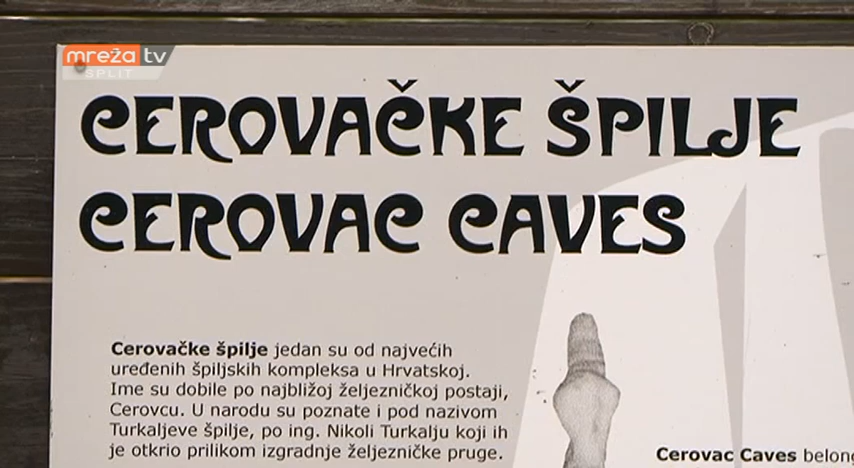 mreža tv
SPLIT
CEROVAČKE ŠPILJE
CEROVAC CAVES
Cerovačke špilje jedan su od najvećih
uređenih špiljskih kompleksa u Hrvatskoj.
Ime su dobile po najbližoj željezničkoj postaji,
Cerovcu. U narodu su poznate i pod nazivom
Turkaljeve špilje, po ing. Nikoli Turkalju koji ih
je otkrio prilikom izgradnje željezničke pruge.
Cerovac Caves belong